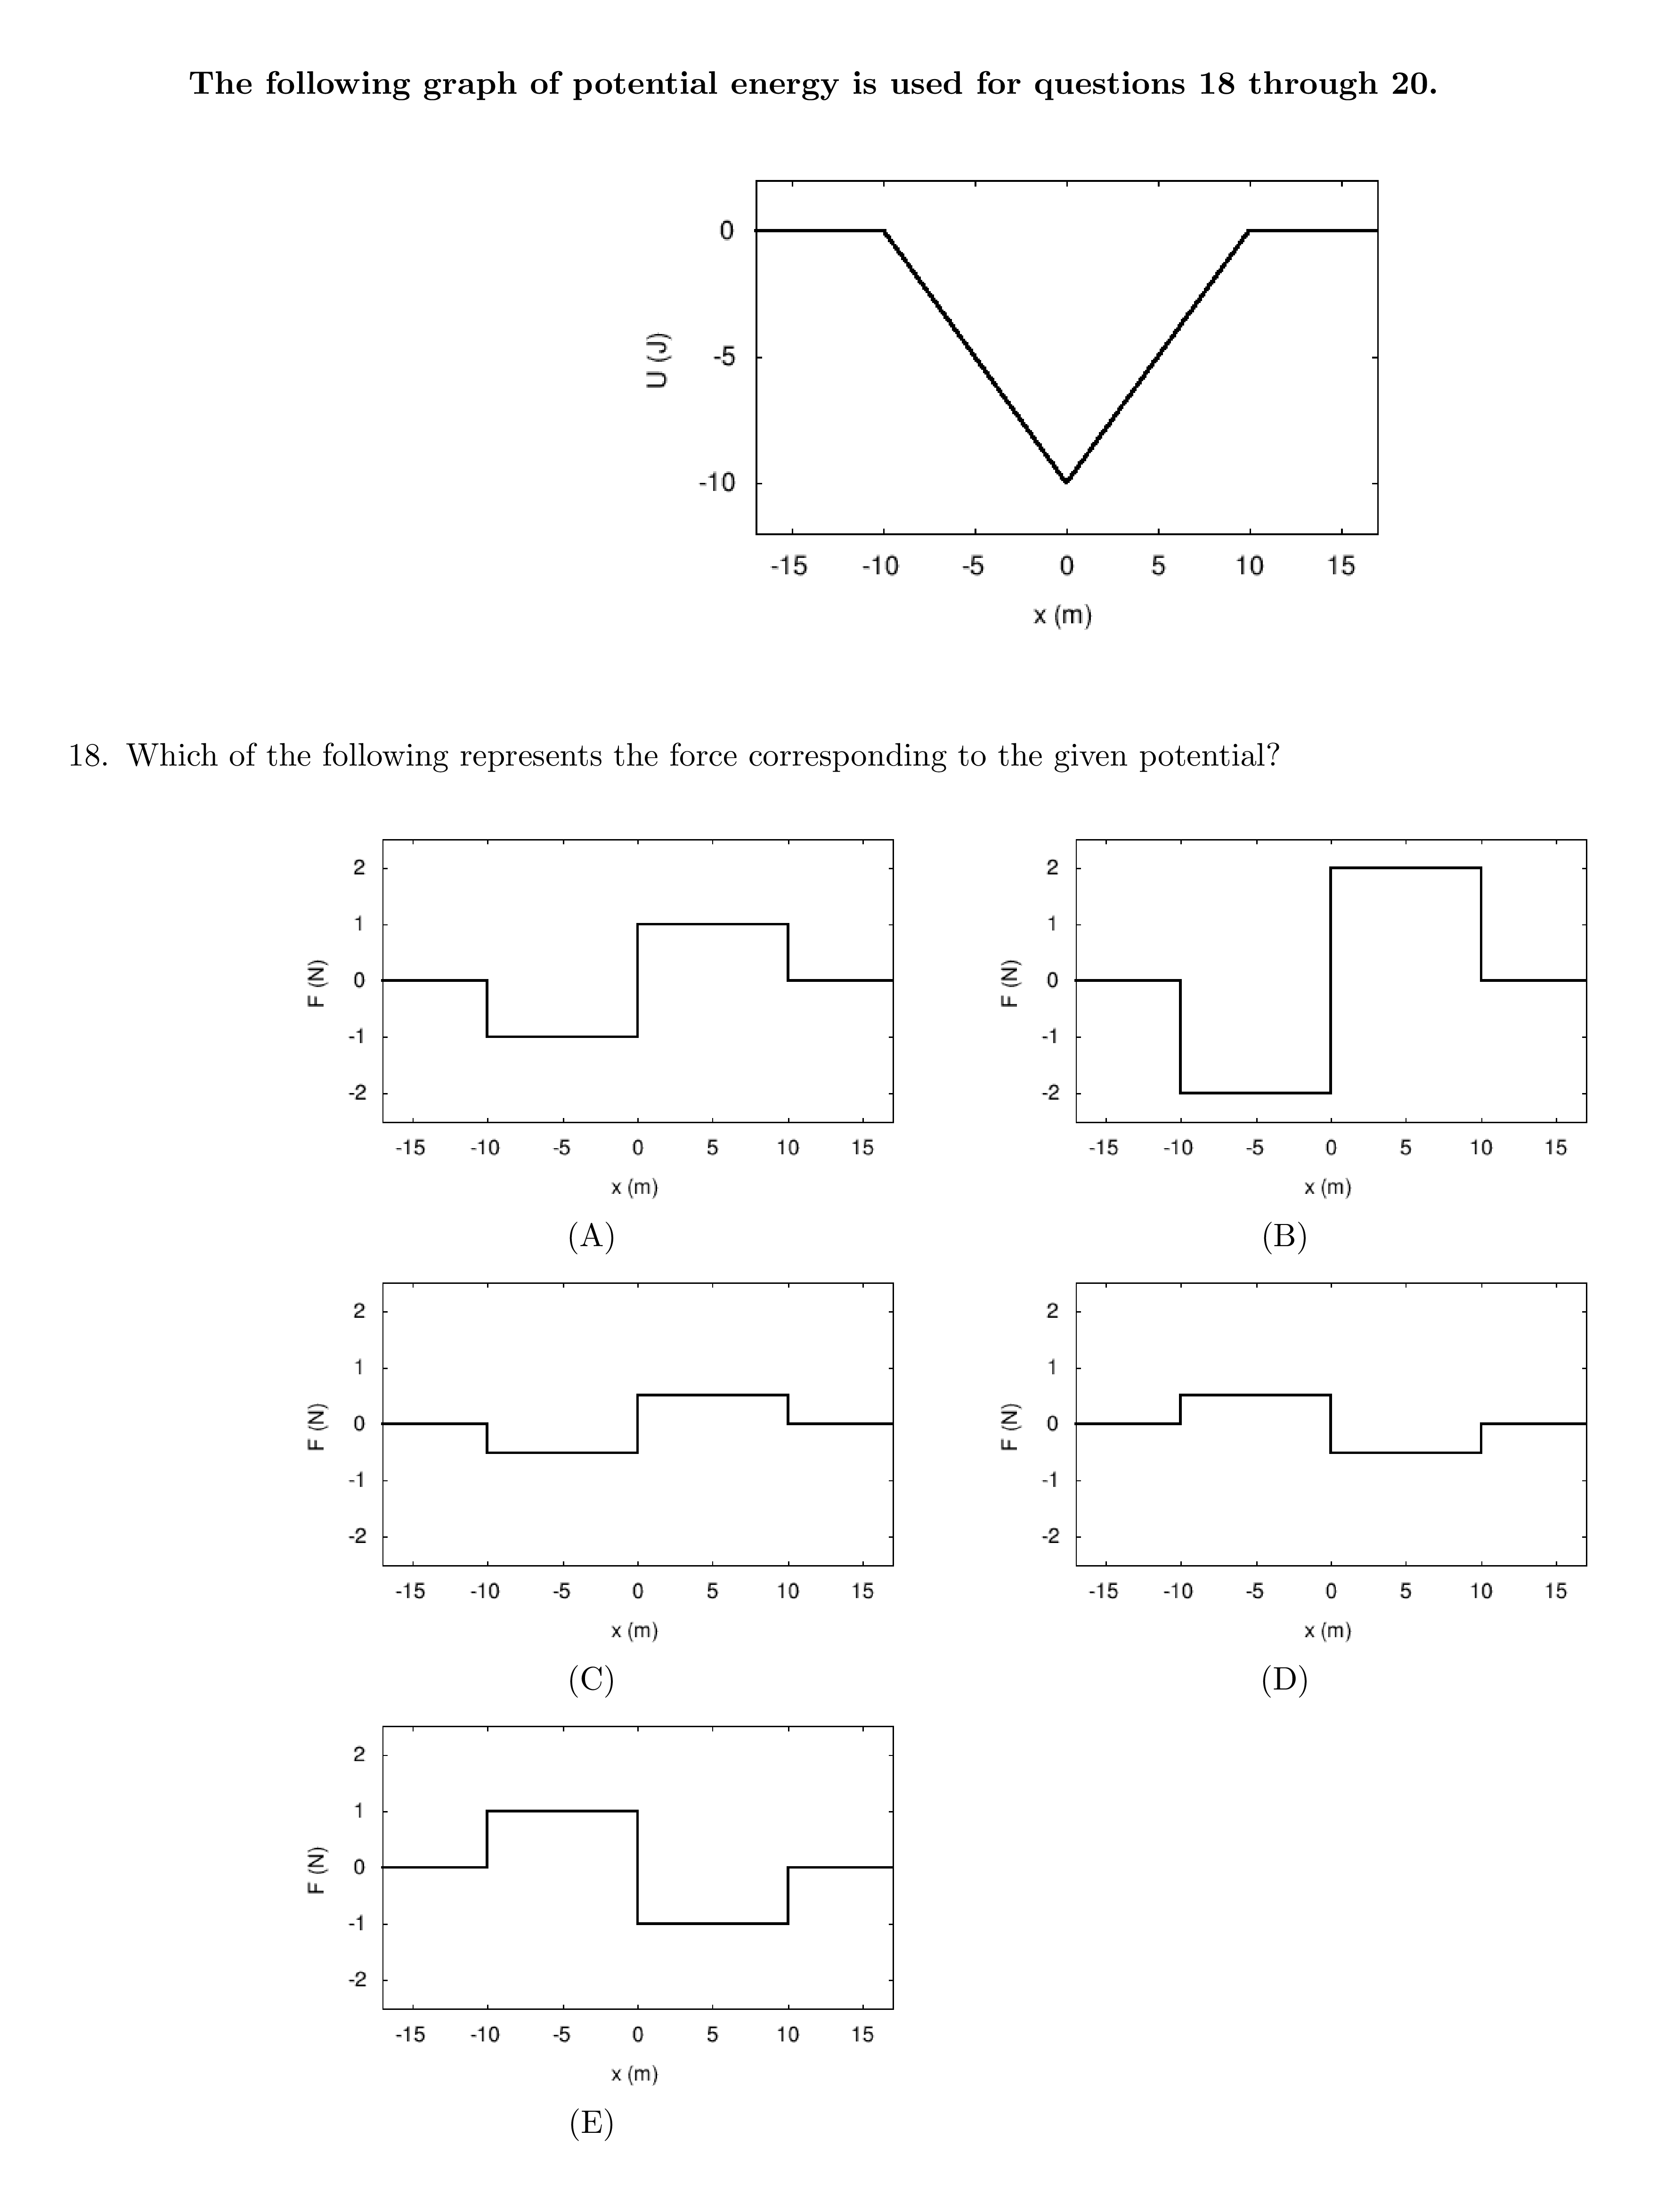 The following graph of potential energy is used for questions 18 through 20.
0
-5
-10
U (J)
-15 -10 -5 0 5 10 15
x (m)
18. Which of the following represents the force corresponding to the given potential?
2
1
0
-1
-2
F (N)
-15 -10 -5 0 5 10 15
x (m)
(A)
2
1
0
-1
-2
F (N)
-15 -10 -5 0 5 10 15
x (m)
(B)
2
1
0
-1
-2
F (N)
-15 -10 -5 0 5 10 15
x (m)
(C)
2
1
0
-1
-2
F (N)
-15 -10 -5 0 5 10 15
x (m)
(D)
2
1
0
-1
-2
F (N)
-15 -10 -5 0 5 10 15
x (m)
(E)